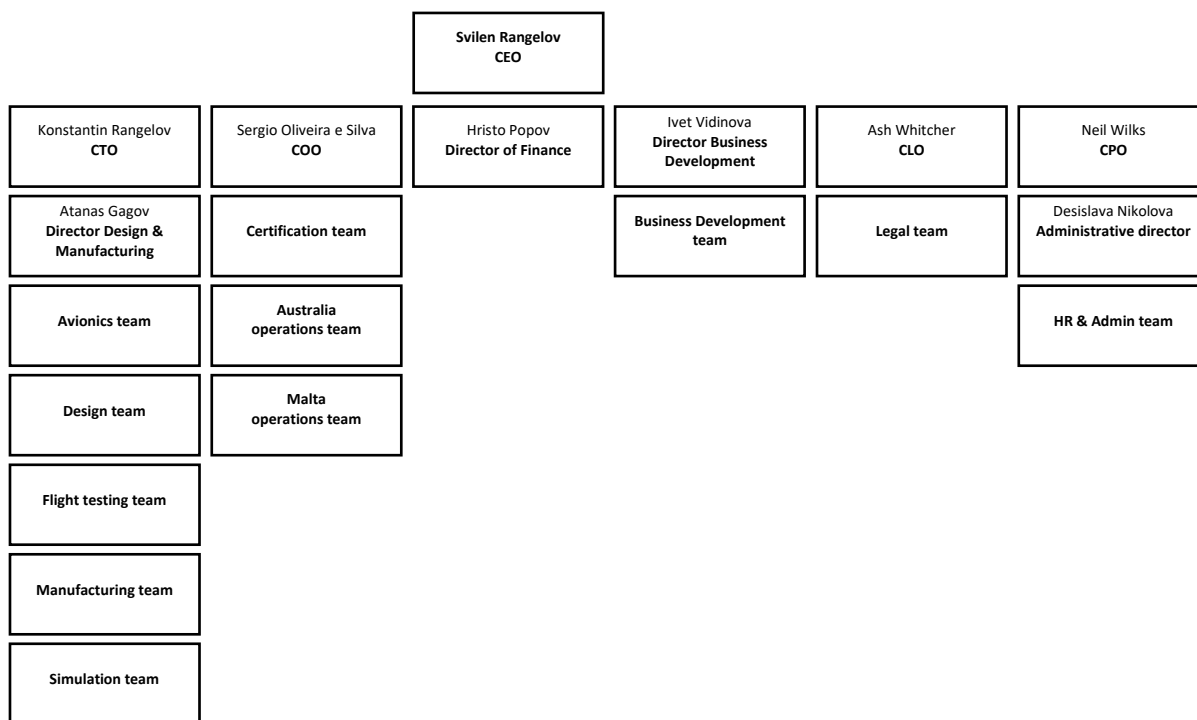 Svilen Rangelov
CEO
Konstantin Rangelov
CTO
Sergio Oliveira e Silva
COO
Hristo Popov
Director of Finance
Ivet Vidinova
Director Business
Development
Ash Whitcher
CLO
Neil Wilks
CPO
Atanas Gagov
Director Design &
Manufacturing
Certification team
Business Development
team
Legal team
Desislava Nikolova
Administrative director
Avionics team
Australia
operations team
HR & Admin team
Design team
Malta
operations team
Flight testing team
Manufacturing team
Simulation team